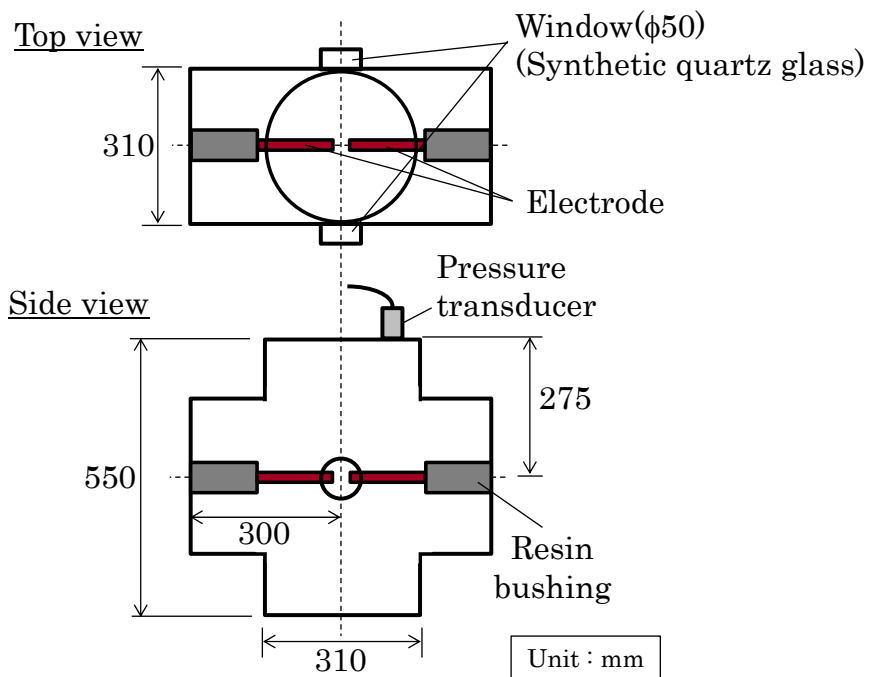 Top view
Window(φ50)
(Synthetic quartz glass)
310
Electrode
Pressure
transducer
Side view
275
550
300
Resin
bushing
310
Unit : mm